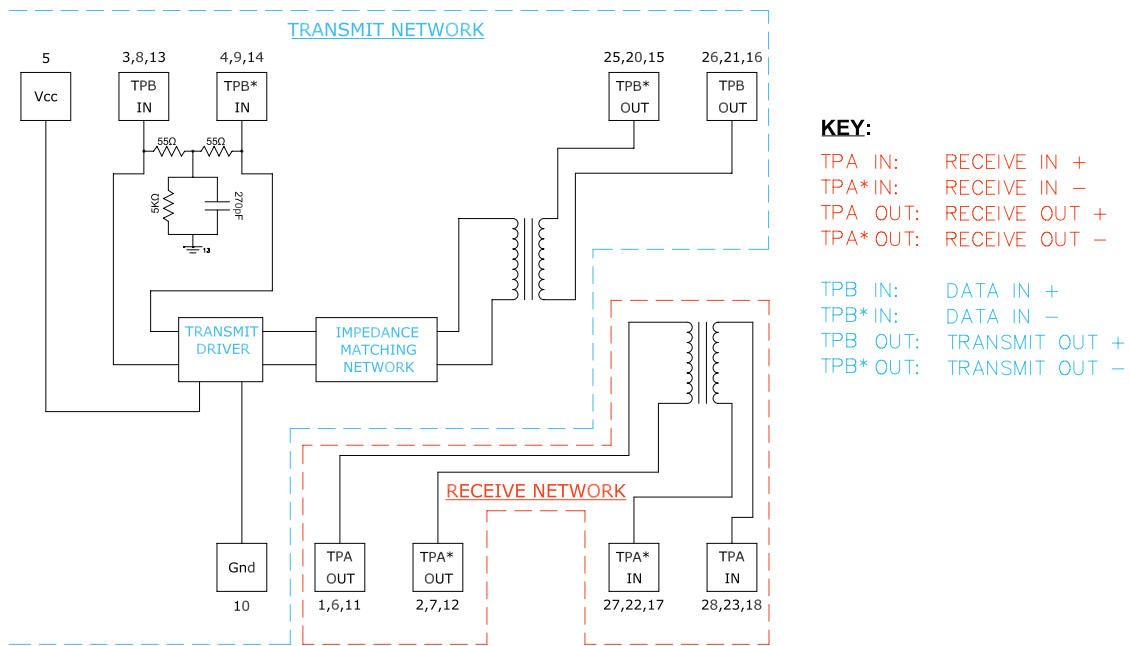 TRANSMIT NETWORK
5
3,8,13
4,9,14
25,20,15
26,21,16
Vcc
TPB
IN
TPB*
IN
TPB*
OUT
TPB
OUT
55Ω
55Ω
5KΩ
270pF
13
TRANSMIT
DRIVER
IMPEDANCE
MATCHING
NETWORK
RECEIVE NETWORK
Gnd
TPA
OUT
TPA*
OUT
TPA*
IN
TPA
IN
10
1,6,11
2,7,12
27,22,17
28,23,18
KEY:
TPA IN: RECEIVE IN +
TPA* IN: RECEIVE IN −
TPA OUT: RECEIVE OUT +
TPA* OUT: RECEIVE OUT −
TPB IN: DATA IN +
TPB* IN: DATA IN −
TPB OUT: TRANSMIT OUT +
TPB* OUT: TRANSMIT OUT −